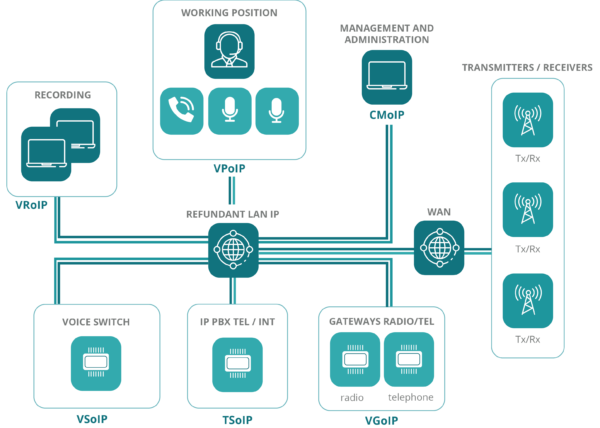 WORKING POSITION
MANAGEMENT AND
ADMINISTRATION
TRANSMITTERS / RECEIVERS
RECORDING
CMoIP
Tx/Rx
VPoIP
VRoIP
REFUNDANT LAN IP
WAN
Tx/Rx
VOICE SWITCH
IP PBX TEL / INT
GATEWAYS RADIO/TEL
Tx/Rx
radio
telephone
VSoIP
TSoIP
VGoIP